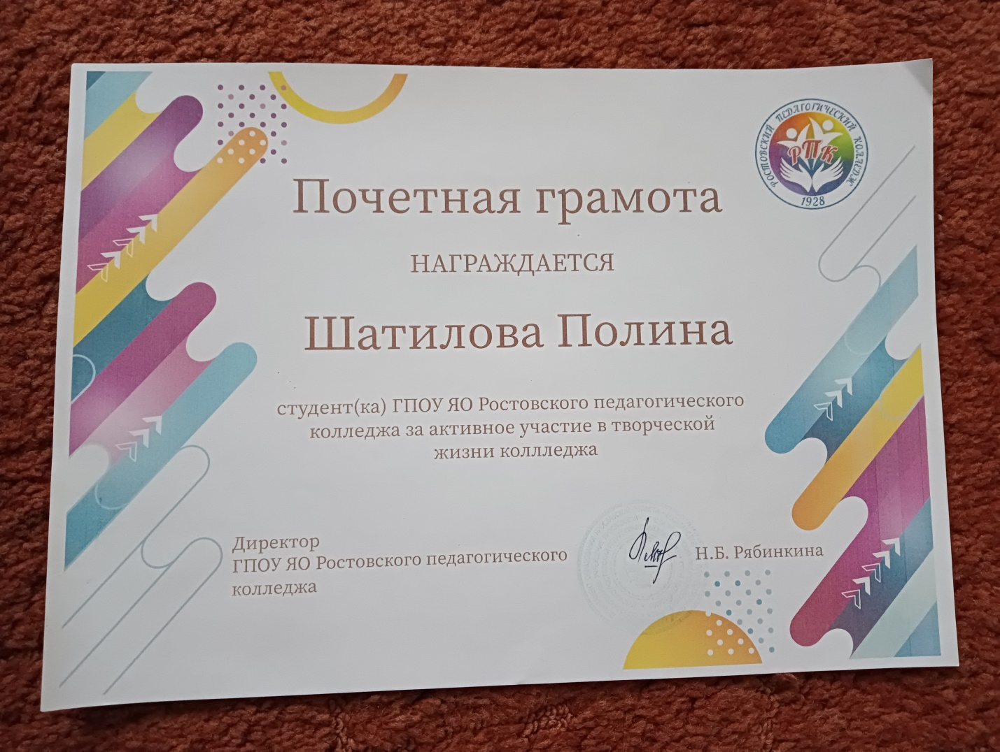 РОСТОВСКИЙ ПЕДАГОГИЧЕСКИЙ КОЛЛЕДЖ
РПК
1928
Почетная грамота
НАГРАЖДАЕТСЯ
Шатилова Полина
студент(ка) ГПОУ ЯО Ростовского педагогического
колледжа за активное участие в творческой
жизни коллледжа
Директор
ГПОУ ЯО Ростовского педагогического
колледжа
Н.Б. Рябинкина